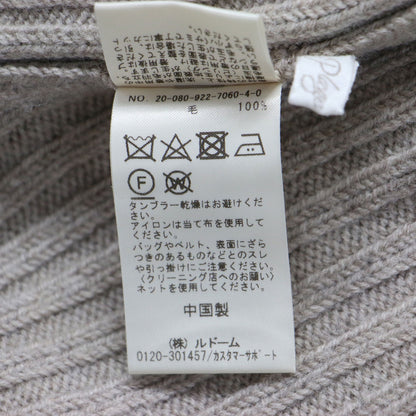 NO. 20-080-922-7060-4-0
毛 100%
F
W
タンブラー乾燥はお避けください。
アイロンは当て布を使用して
ください。
バッグやベルト、表面にざら
つきのあるものなどとのスレ
や引っ掛けにご注意ください。
〈クリーニング店へのお願い〉
ネットを使用してください。
中国製
(株) ルドーム
0120-301457/カスタマーサポート